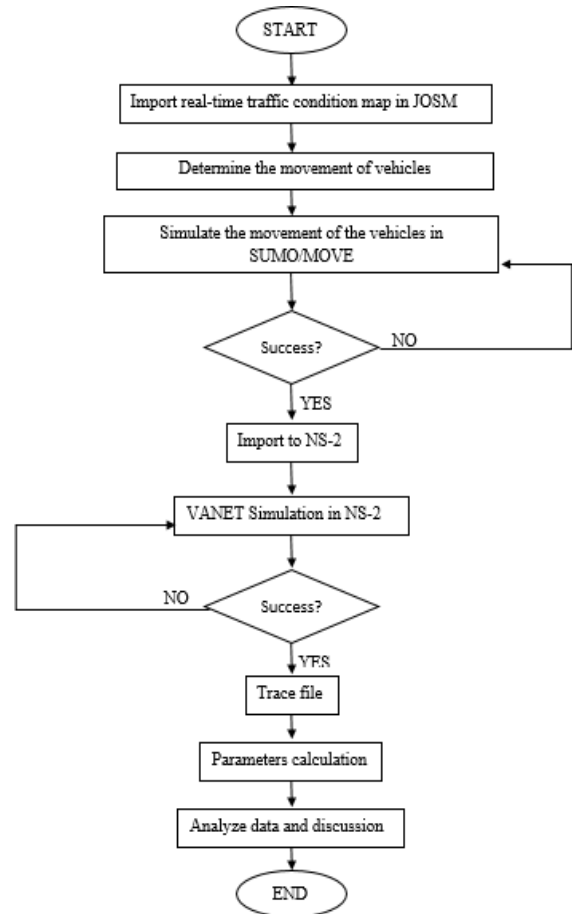 START
Import real-time traffic condition map in JOSM
Determine the movement of vehicles
Simulate the movement of the vehicles in
SUMO/MOVE
Success?
NO
YES
Import to NS-2
VANET Simulation in NS-2
NO
Success?
YES
Trace file
Parameters calculation
Analyze data and discussion
END